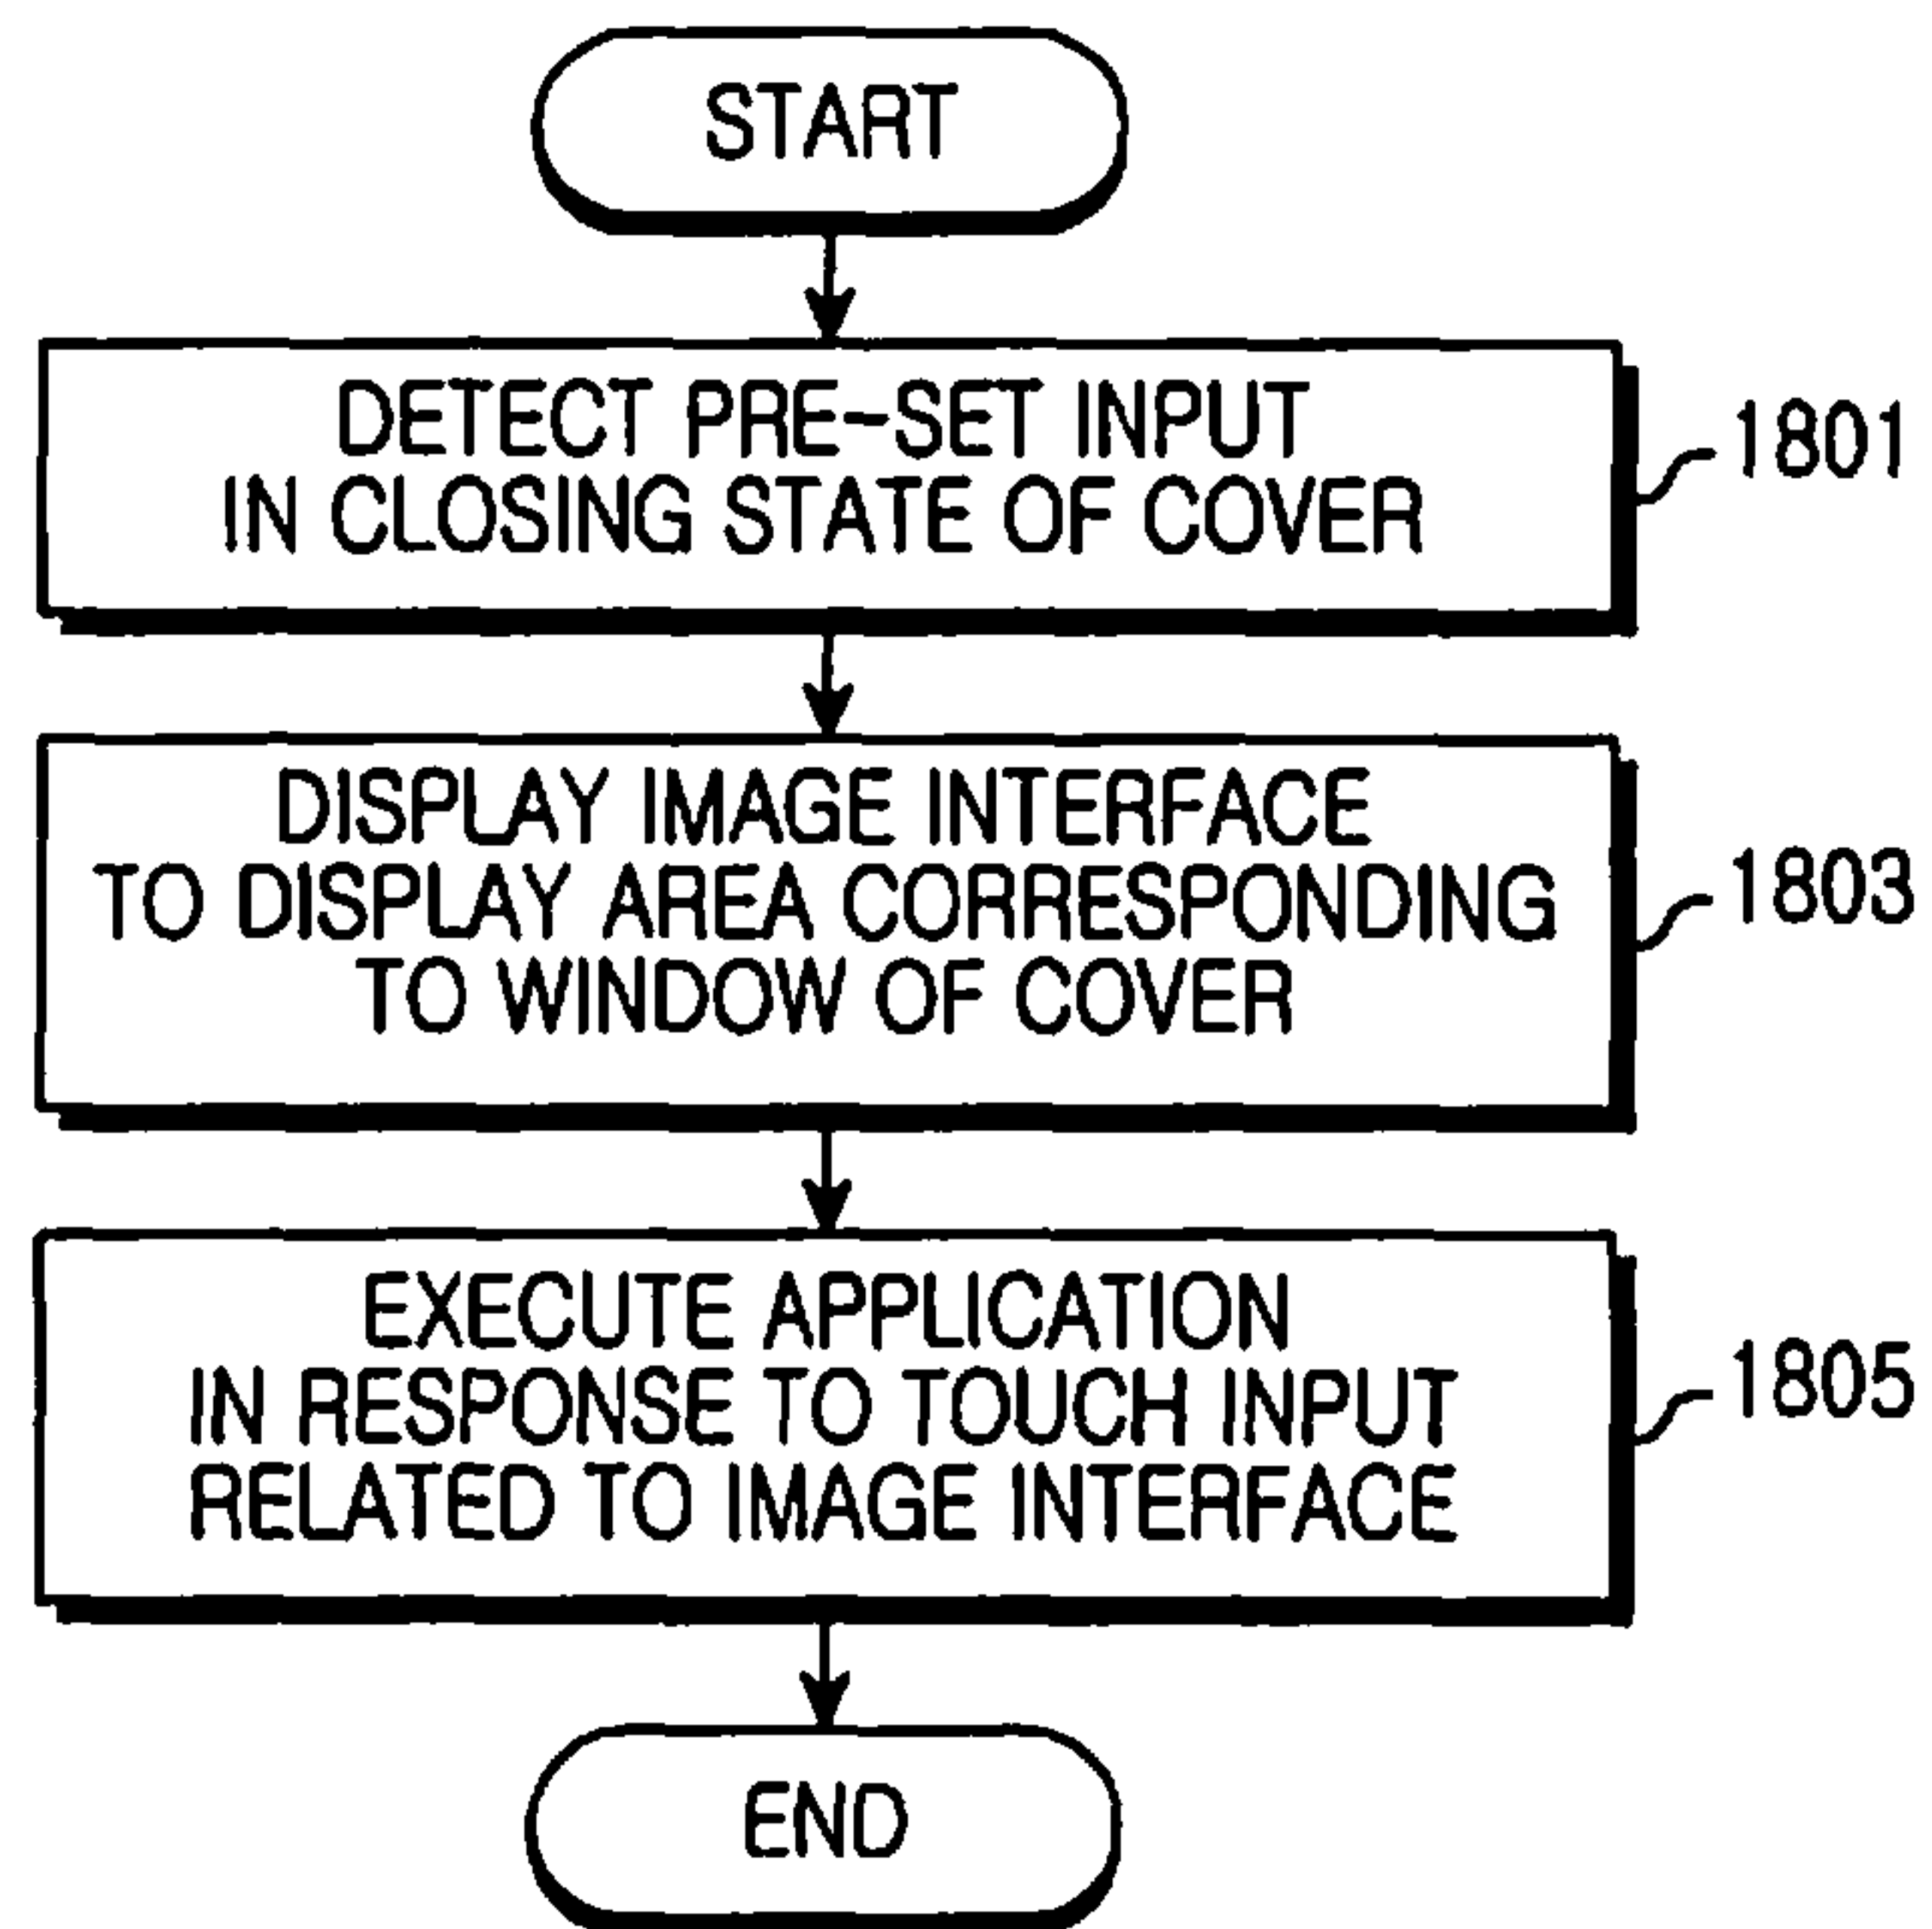 START
DETECT PRE-SET INPUT
IN CLOSING STATE OF COVER
1801
DISPLAY IMAGE INTERFACE
TO DISPLAY AREA CORRESPONDING
TO WINDOW OF COVER
1803
EXECUTE APPLICATION
IN RESPONSE TO TOUCH INPUT
RELATED TO IMAGE INTERFACE
1805
END